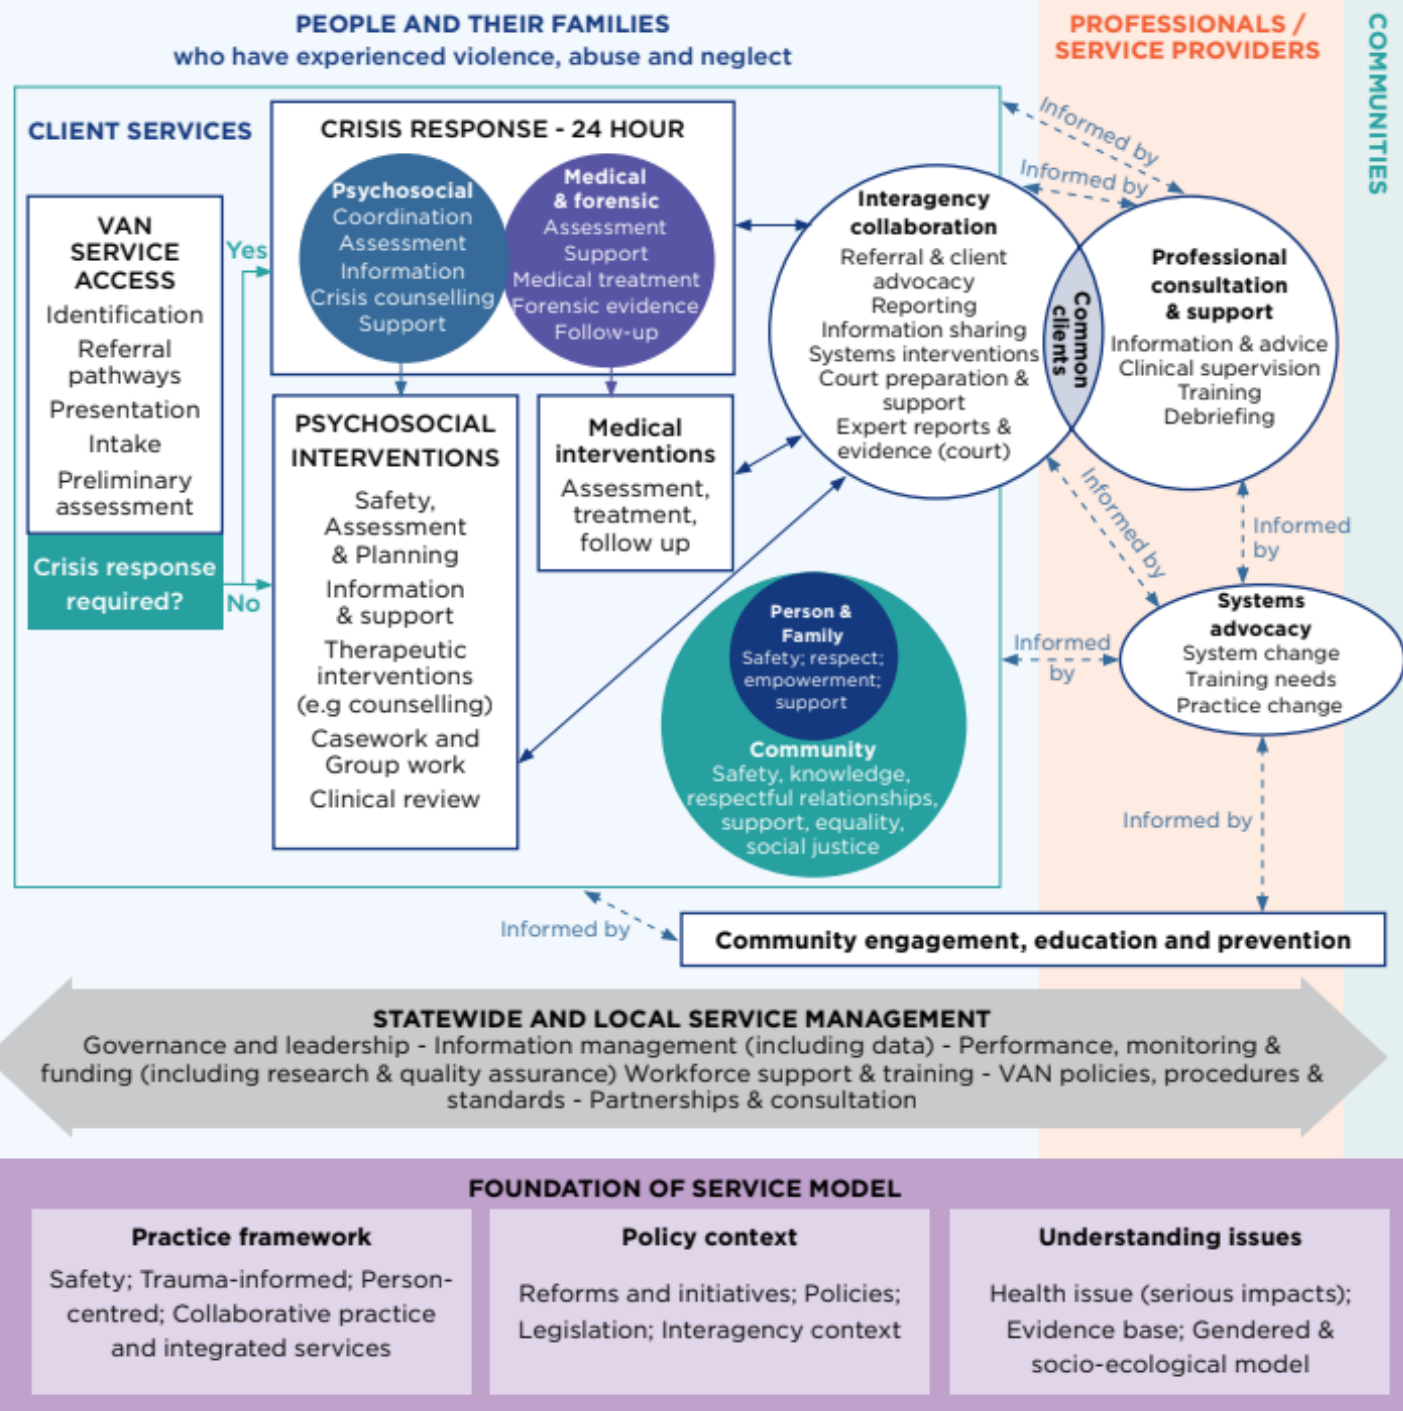 PEOPLE AND THEIR FAMILIES
who have experienced violence, abuse and neglect
PROFESSIONALS /
SERVICE PROVIDERS
COMMUNITIES
CLIENT SERVICES
VAN
SERVICE
ACCESS
Identification
Referral
pathways
Presentation
Intake
Preliminary
assessment
Crisis response
required?
Yes
No
CRISIS RESPONSE - 24 HOUR
Psychosocial
Coordination
Assessment
Information
Crisis counselling
Support
Medical
& forensic
Assessment
Support
Medical treatment
Forensic evidence
Follow-up
PSYCHOSOCIAL
INTERVENTIONS
Safety,
Assessment
& Planning
Information
& support
Therapeutic
interventions
(e.g counselling)
Casework and
Group work
Clinical review
Medical
interventions
Assessment,
treatment,
follow up
Interagency
collaboration
Referral & client
advocacy
Reporting
Information sharing
Systems interventions
Court preparation &
support
Expert reports &
evidence (court)
Common
clients
Informed by
Informed by
Professional
consultation
& support
Information & advice
Clinical supervision
Training
Debriefing
Informed by
Informed
by
Systems
advocacy
System change
Training needs
Practice change
Informed
by
Informed by
Person &
Family
Safety; respect;
empowerment;
support
Community
Safety, knowledge,
respectful relationships,
support, equality,
social justice
Informed by
Community engagement, education and prevention
STATEWIDE AND LOCAL SERVICE MANAGEMENT
Governance and leadership - Information management (including data) - Performance, monitoring &
funding (including research & quality assurance) Workforce support & training - VAN policies, procedures &
standards - Partnerships & consultation
FOUNDATION OF SERVICE MODEL
Practice framework
Safety; Trauma-informed; Person-
centred; Collaborative practice
and integrated services
Policy context
Reforms and initiatives; Policies;
Legislation; Interagency context
Understanding issues
Health issue (serious impacts);
Evidence base; Gendered &
socio-ecological model